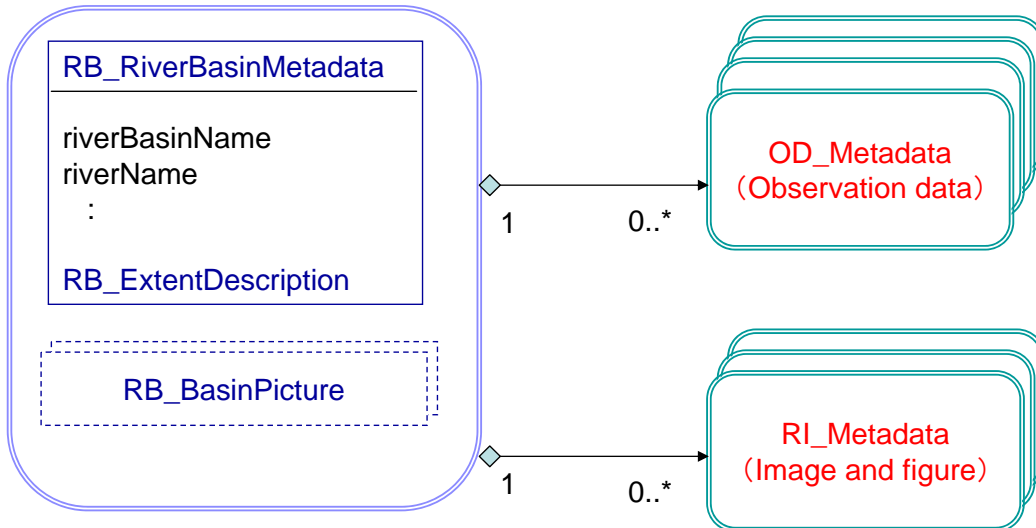 RB_RiverBasinMetadata
riverBasinName
riverName
:
RB_ExtentDescription
RB_BasinPicture
1
0..*
OD_Metadata
（Observation data）
1
0..*
RI_Metadata
（Image and figure）